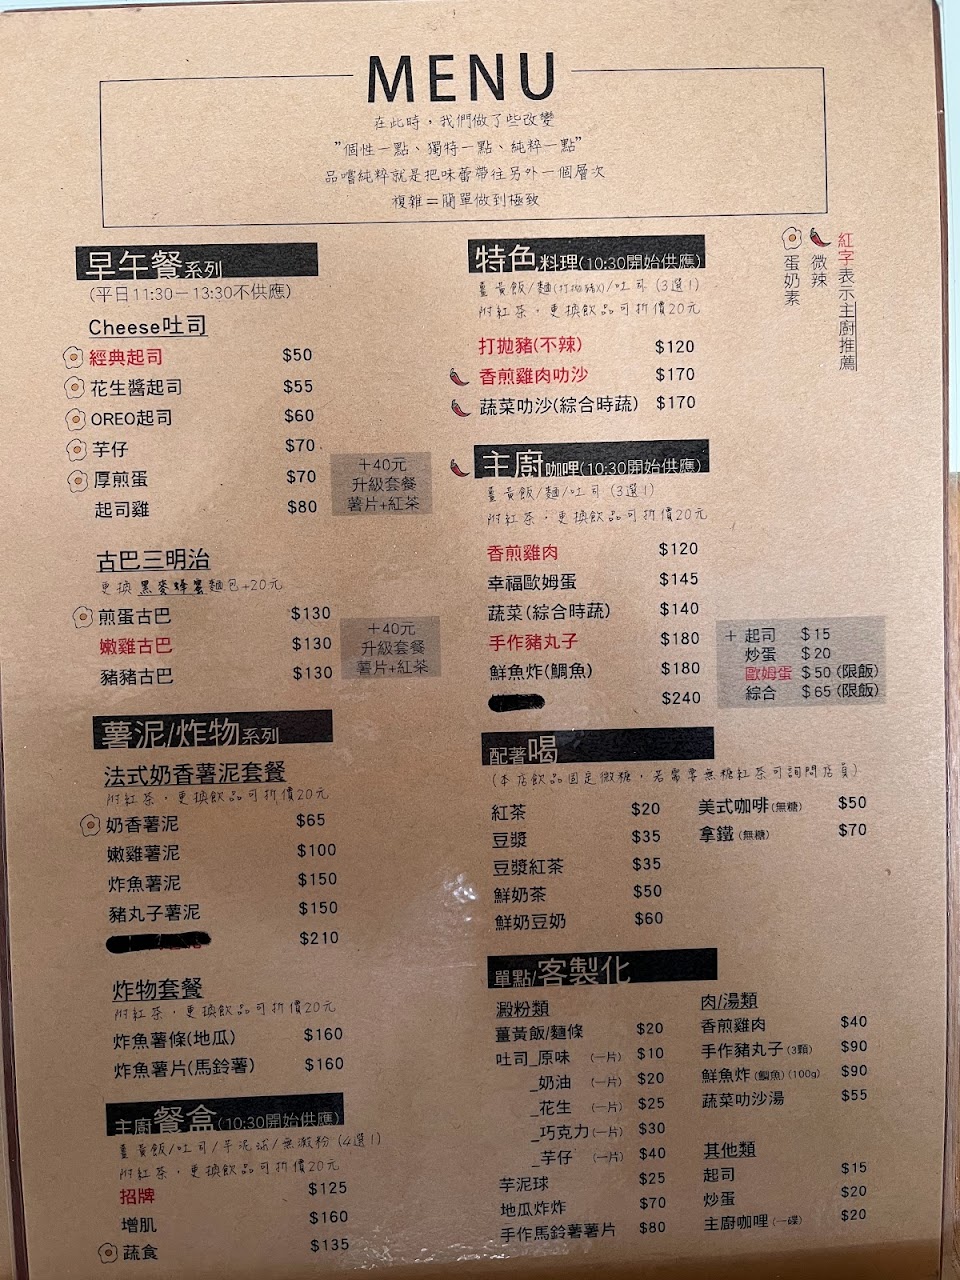 MENU
在此時，我們做了些改變
"個性一點、獨特一點、純粹一點"
品嚐純粹就是把味蕾帶往另外一個層次
複雜＝簡單做到極致
蛋奶素
微辣
紅字表示主廚推薦
早午餐系列
(平日11:30－13:30不供應)
Cheese吐司
經典起司 $50
花生醬起司 $55
OREO起司 $60
芋仔 $70
厚煎蛋 $70
起司雞 $80
＋40元
升級套餐
薯片+紅茶
古巴三明治
更換黑麥蜂蜜麵包+20元
煎蛋古巴 $130
嫩雞古巴 $130
豬豬古巴 $130
＋40元
升級套餐
薯片+紅茶
薯泥/炸物系列
法式奶香薯泥套餐
附紅茶，更換飲品可折價20元
奶香薯泥 $65
嫩雞薯泥 $100
炸魚薯泥 $150
豬丸子薯泥 $150
$210
炸物套餐
附紅茶，更換飲品可折價20元
炸魚薯條(地瓜) $160
炸魚薯片(馬鈴薯) $160
主廚餐盒(10:30開始供應)
薑黃飯/吐司/芋泥球/無澱粉 (4選1)
附紅茶，更換飲品可折價20元
招牌 $125
增肌 $160
蔬食 $135
特色料理(10:30開始供應)
薑黃飯/麵(打拋豬X)/吐司 (3選1)
附紅茶，更換飲品可折價20元
打拋豬(不辣) $120
香煎雞肉叻沙 $170
蔬菜叻沙(綜合時蔬) $170
主廚咖哩(10:30開始供應)
薑黃飯/麵/吐司 (3選1)
附紅茶，更換飲品可折價20元
香煎雞肉 $120
幸福歐姆蛋 $145
蔬菜(綜合時蔬) $140
手作豬丸子 $180
鮮魚炸(鯛魚) $180
$240
＋ 起司 $15
炒蛋 $20
歐姆蛋 $50 (限飯)
綜合 $65 (限飯)
配著喝
(本店飲品固定微糖，若需要無糖紅茶可詢問店員)
紅茶 $20
豆漿 $35
豆漿紅茶 $35
鮮奶茶 $50
鮮奶豆奶 $60
美式咖啡(無糖) $50
拿鐵(無糖) $70
單點/客製化
澱粉類
薑黃飯/麵條 $20
吐司_原味 (一片) $10
_奶油 (一片) $20
_花生 (一片) $25
_巧克力(一片) $30
_芋仔 (一片) $40
芋泥球 $25
地瓜炸炸 $70
手作馬鈴薯薯片 $80
肉/湯類
香煎雞肉 $40
手作豬丸子(3顆) $90
鮮魚炸(鯛魚)(100g) $90
蔬菜叻沙湯 $55
其他類
起司 $15
炒蛋 $20
主廚咖哩(一碟) $20